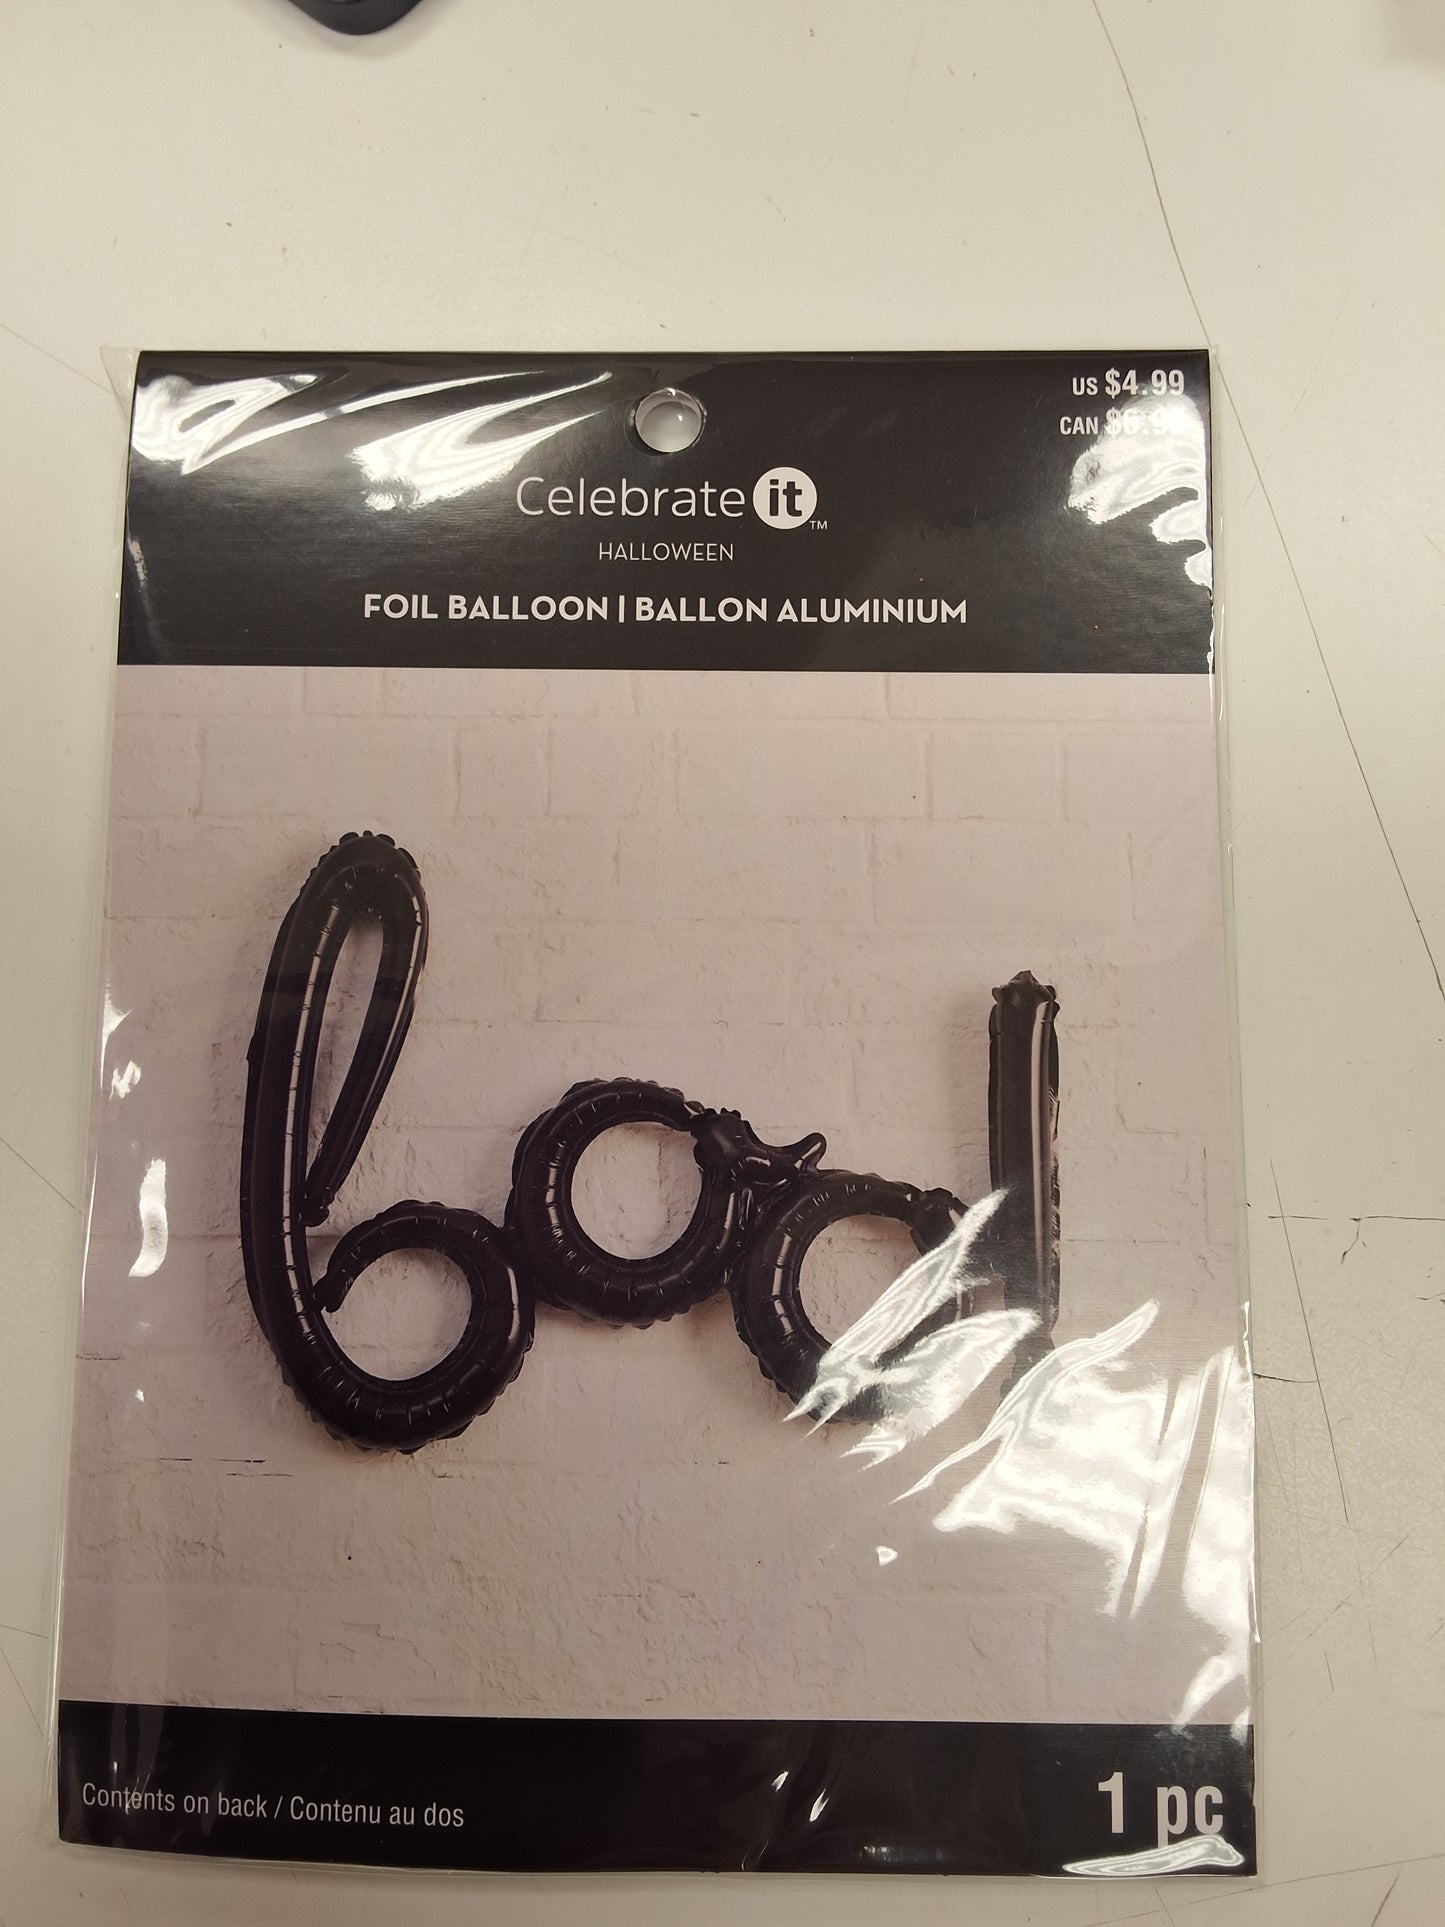 US $4.99
CAN
Celebrate it™
HALLOWEEN
FOIL BALLOON | BALLON ALUMINIUM
boo!
Contents on back / Contenu au dos
1 pc